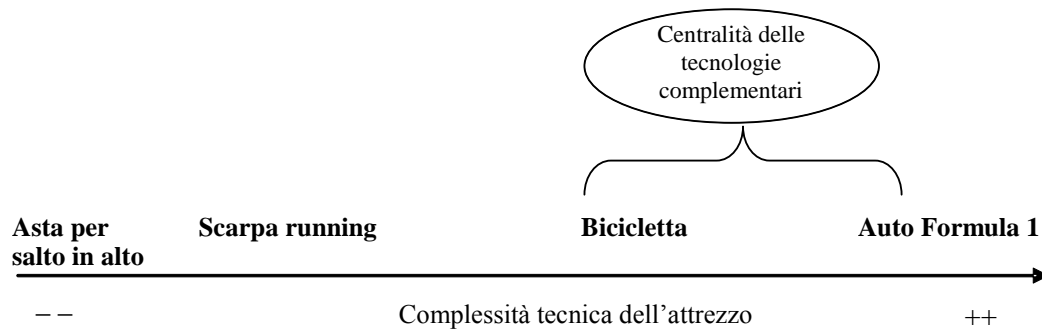 Centralità delle
tecnologie
complementari
Asta per
salto in alto
Scarpa running
Bicicletta
Auto Formula 1
– –
Complessità tecnica dell’attrezzo
++